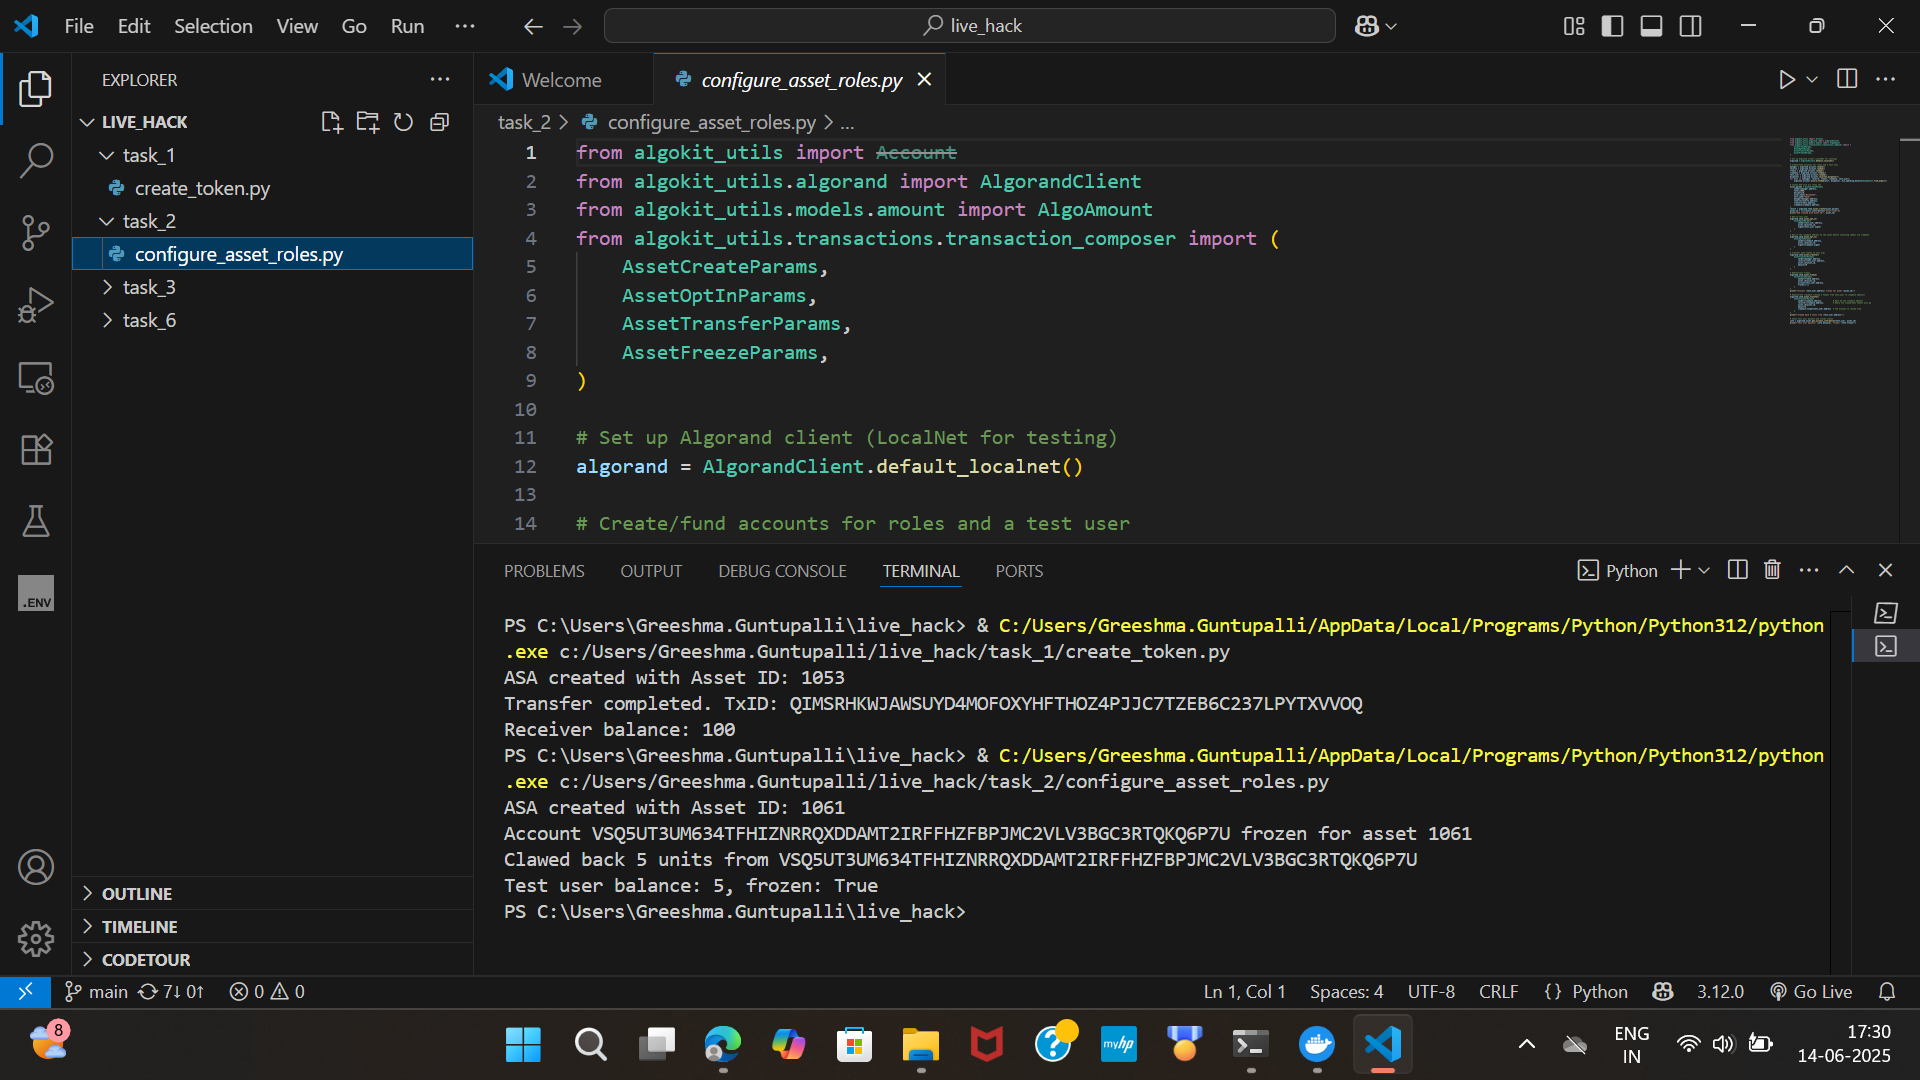 File Edit Selection View Go Run ···
live_hack
EXPLORER
LIVE_HACK
task_1
create_token.py
task_2
configure_asset_roles.py
task_3
task_6
OUTLINE
TIMELINE
CODETOUR
.ENV
Welcome
configure_asset_roles.py
task_2 > configure_asset_roles.py > ...
1 from algokit_utils import Account
2 from algokit_utils.algorand import AlgorandClient
3 from algokit_utils.models.amount import AlgoAmount
4 from algokit_utils.transactions.transaction_composer import (
5 AssetCreateParams,
6 AssetOptInParams,
7 AssetTransferParams,
8 AssetFreezeParams,
9 )
10
11 # Set up Algorand client (LocalNet for testing)
12 algorand = AlgorandClient.default_localnet()
13
14 # Create/fund accounts for roles and a test user
PROBLEMS OUTPUT DEBUG CONSOLE TERMINAL PORTS
Python
PS C:\Users\Greeshma.Guntupalli\live_hack> & C:/Users/Greeshma.Guntupalli/AppData/Local/Programs/Python/Python312/python
.exe c:/Users/Greeshma.Guntupalli/live_hack/task_1/create_token.py
ASA created with Asset ID: 1053
Transfer completed. TxID: QIMSRHKWJAWSUYD4MOFOXYHFTHOZ4PJJC7TZEB6C237LPYTXVVOQ
Receiver balance: 100
PS C:\Users\Greeshma.Guntupalli\live_hack> & C:/Users/Greeshma.Guntupalli/AppData/Local/Programs/Python/Python312/python
.exe c:/Users/Greeshma.Guntupalli/live_hack/task_2/configure_asset_roles.py
ASA created with Asset ID: 1061
Account VSQ5UT3UM634TFHIZNRRQXDDAMT2IRFFHZFBPJMC2VLV3BGC3RTQKQ6P7U frozen for asset 1061
Clawed back 5 units from VSQ5UT3UM634TFHIZNRRQXDDAMT2IRFFHZFBPJMC2VLV3BGC3RTQKQ6P7U
Test user balance: 5, frozen: True
PS C:\Users\Greeshma.Guntupalli\live_hack>
main 7↓ 0↑ 0 0
Ln 1, Col 1 Spaces: 4 UTF-8 CRLF {} Python 3.12.0 Go Live
8
myhp
ENG
IN
17:30
14-06-2025